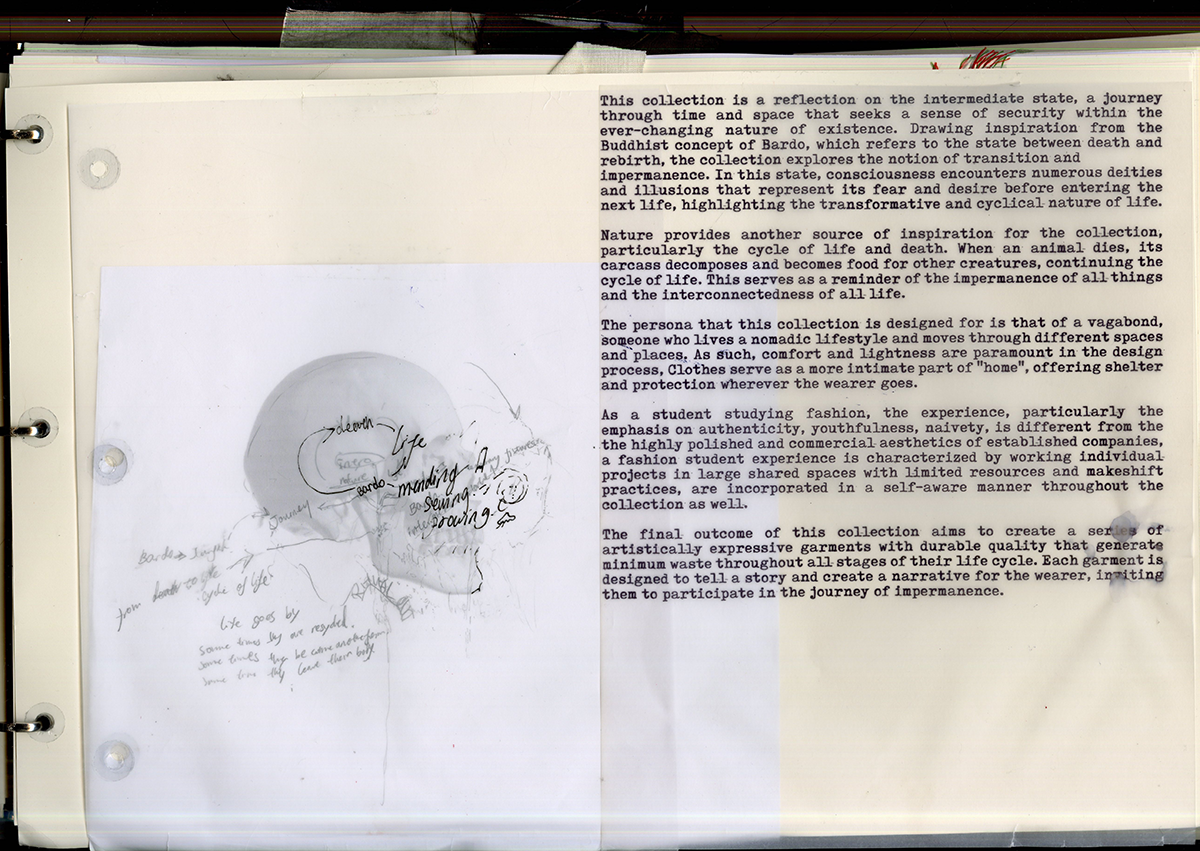 This collection is a reflection on the intermediate state, a journey
through time and space that seeks a sense of security within the
ever-changing nature of existence. Drawing inspiration from the
Buddhist concept of Bardo, which refers to the state between death and
rebirth, the collection explores the notion of transition and
impermanence. In this state, consciousness encounters numerous deities
and illusions that represent its fear and desire before entering the
next life, highlighting the transformative and cyclical nature of life.
Nature provides another source of inspiration for the collection,
particularly the cycle of life and death. When an animal dies, its
carcass decomposes and becomes food for other creatures, continuing the
cycle of life. This serves as a reminder of the impermanence of all things
and the interconnectedness of all life.
The persona that this collection is designed for is that of a vagabond,
someone who lives a nomadic lifestyle and moves through different spaces
and places. As such, comfort and lightness are paramount in the design
process, Clothes serve as a more intimate part of "home", offering shelter
and protection wherever the wearer goes.
As a student studying fashion, the experience, particularly the
emphasis on authenticity, youthfulness, naivety, is different from the
the highly polished and commercial aesthetics of established companies,
a fashion student experience is characterized by working individual
projects in large shared spaces with limited resources and makeshift
practices, are incorporated in a self-aware manner throughout the
collection as well.
The final outcome of this collection aims to create a series of
artistically expressive garments with durable quality that generate
minimum waste throughout all stages of their life cycle. Each garment is
designed to tell a story and create a narrative for the wearer, inviting
them to participate in the journey of impermanence.
life
Bardo
mending
sewing
Journey
Bardo
from death to
cycle of life
life goes by
some times they are recycled.
some times they be come another form
some time they leave their body